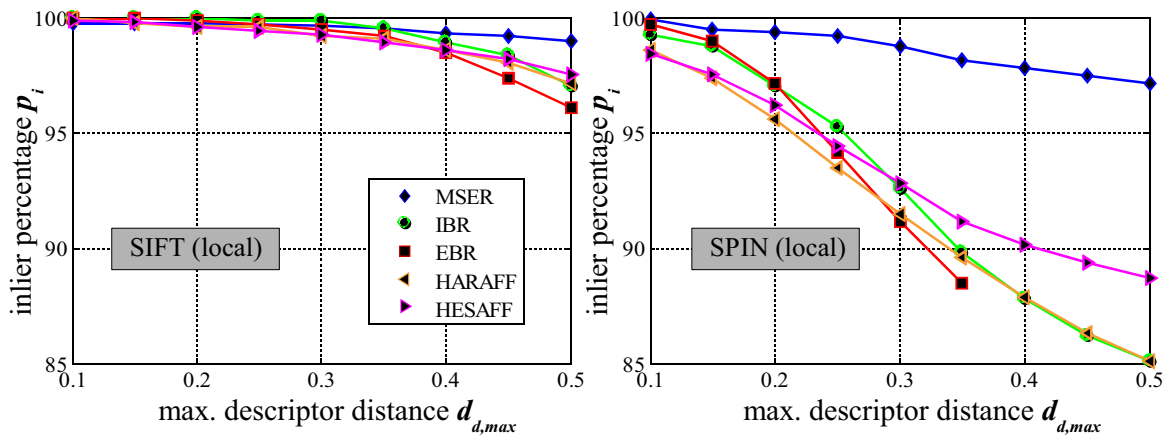 100
95
90
85
0.1
0.2
0.3
0.4
0.5
inlier percentage p_i
max. descriptor distance d_d,max
SIFT (local)
MSER
IBR
EBR
HARAFF
HESAFF
100
95
90
85
0.1
0.2
0.3
0.4
0.5
inlier percentage p_i
max. descriptor distance d_d,max
SPIN (local)